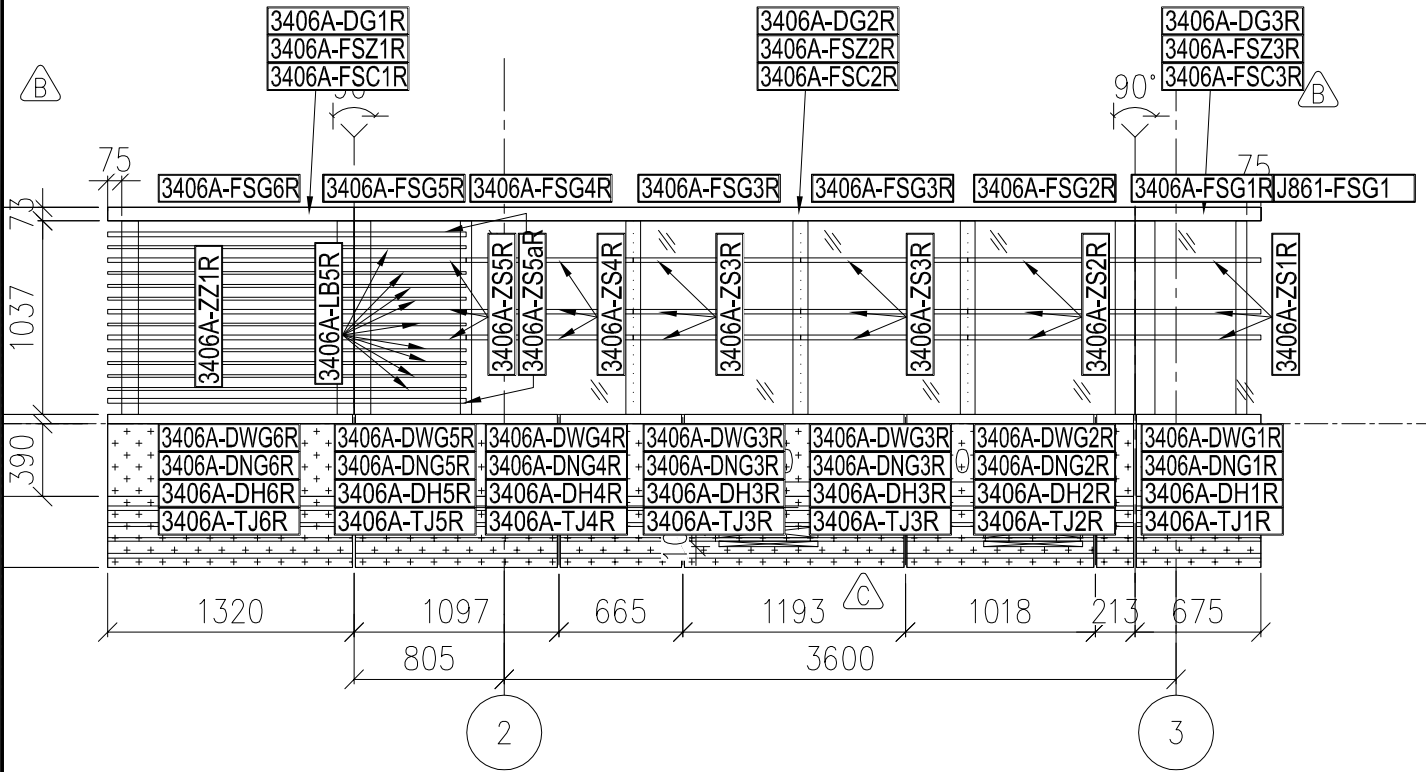 3406A-DG1R
3406A-FSZ1R
3406A-FSC1R
3406A-DG2R
3406A-FSZ2R
3406A-FSC2R
3406A-DG3R
3406A-FSZ3R
3406A-FSC3R
B
90°
B
75
3406A-FSG6R
3406A-FSG5R
3406A-FSG4R
3406A-FSG3R
3406A-FSG3R
3406A-FSG2R
3406A-FSG1R
J861-FSG1
75
73
1037
390
3406A-ZZ1R
3406A-LB5R
3406A-ZS5R
3406A-ZS5aR
3406A-ZS4R
3406A-ZS3R
3406A-ZS3R
3406A-ZS2R
3406A-ZS1R
3406A-DWG6R
3406A-DNG6R
3406A-DH6R
3406A-TJ6R
3406A-DWG5R
3406A-DNG5R
3406A-DH5R
3406A-TJ5R
3406A-DWG4R
3406A-DNG4R
3406A-DH4R
3406A-TJ4R
3406A-DWG3R
3406A-DNG3R
3406A-DH3R
3406A-TJ3R
3406A-DWG3R
3406A-DNG3R
3406A-DH3R
3406A-TJ3R
3406A-DWG2R
3406A-DNG2R
3406A-DH2R
3406A-TJ2R
3406A-DWG1R
3406A-DNG1R
3406A-DH1R
3406A-TJ1R
C
1320
1097
665
1193
1018
213
675
805
3600
2
3